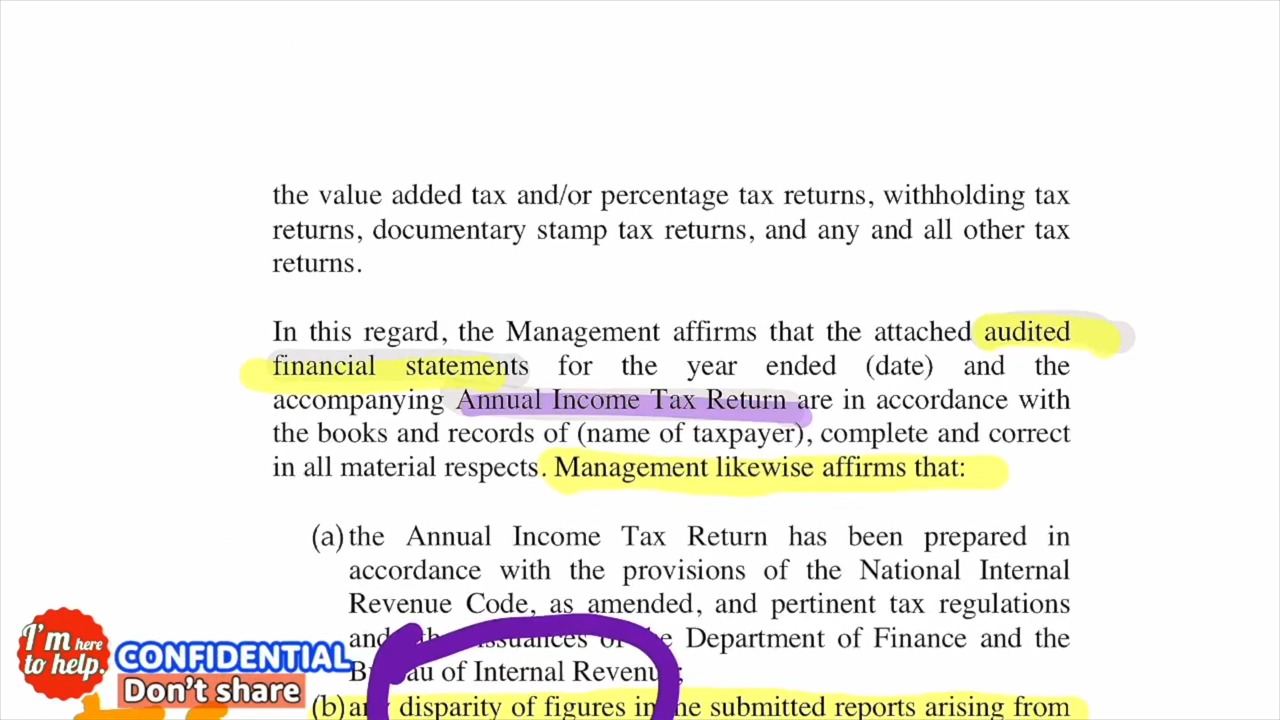 the value added tax and/or percentage tax returns, withholding tax
returns, documentary stamp tax returns, and any and all other tax
returns.
In this regard, the Management affirms that the attached audited
financial statements for the year ended (date) and the
accompanying Annual Income Tax Return are in accordance with
the books and records of (name of taxpayer), complete and correct
in all material respects. Management likewise affirms that:
(a) the Annual Income Tax Return has been prepared in
accordance with the provisions of the National Internal
Revenue Code, as amended, and pertinent tax regulations
and issuances of Department of Finance and the
of Internal Revenue;
(b) any disparity of figures in submitted reports arising from
I'm here
to help.
CONFIDENTIAL
Don't share